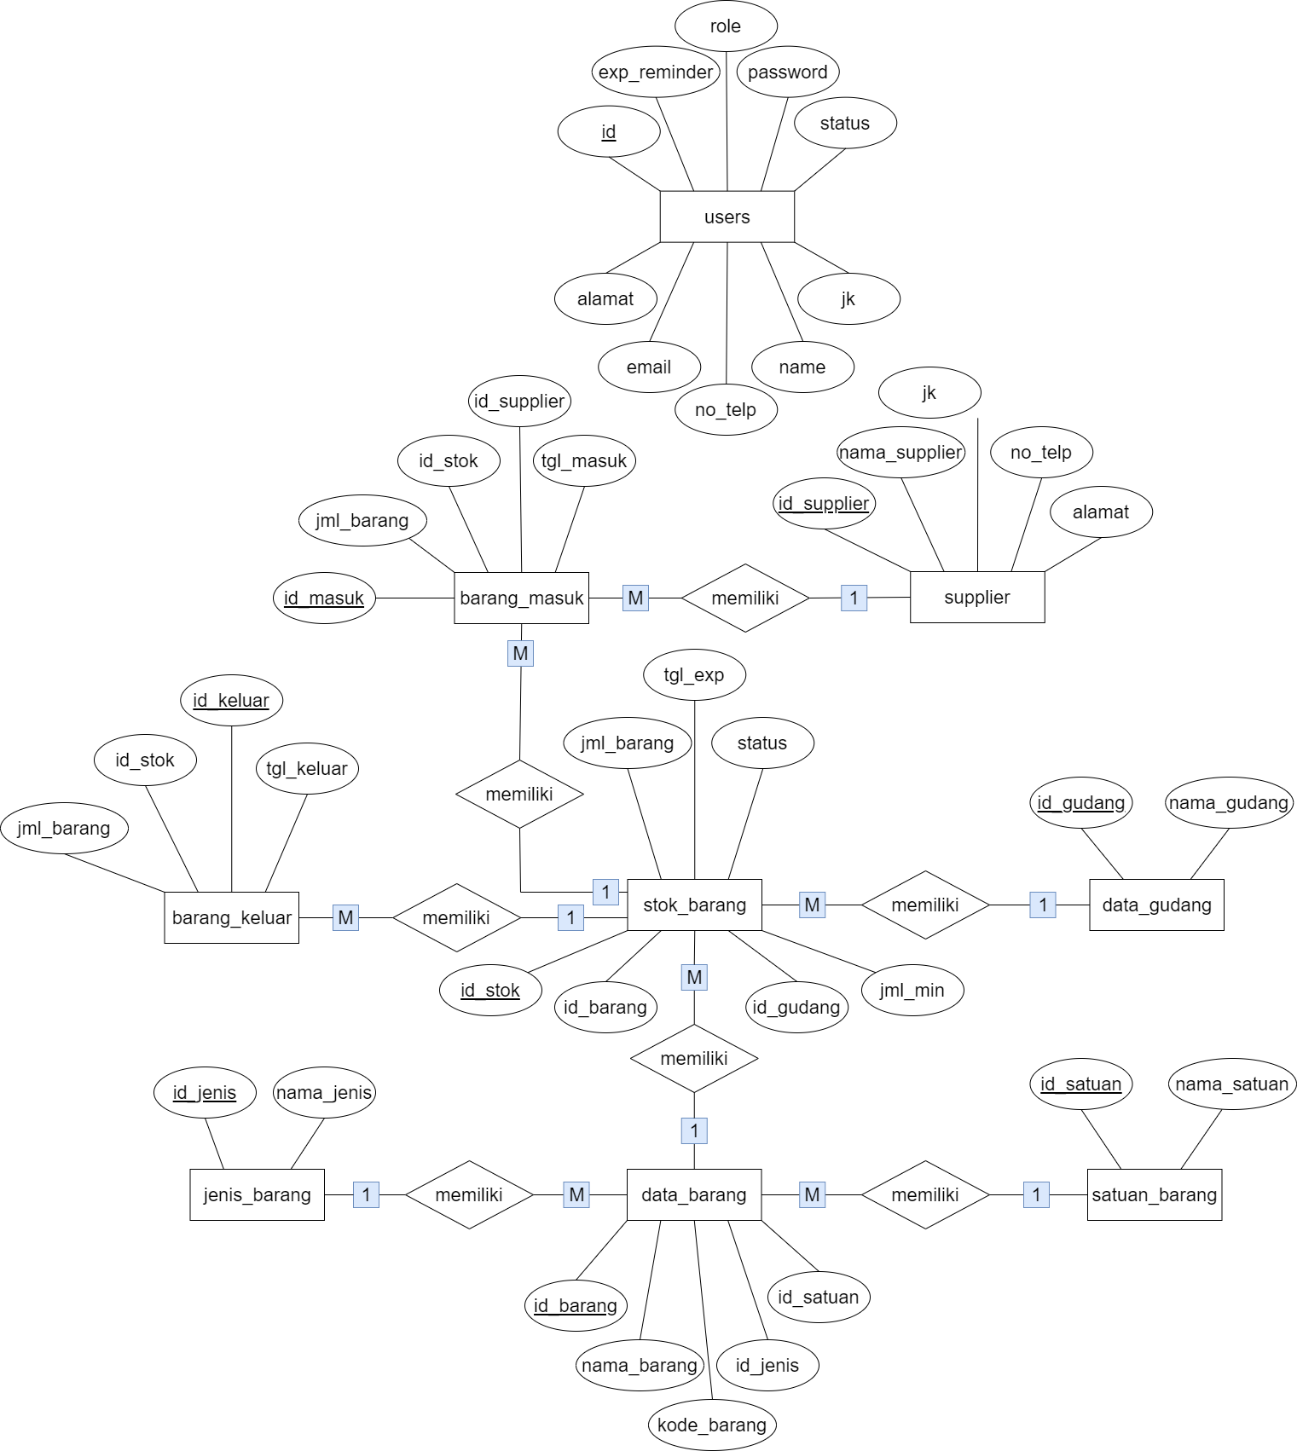 role
exp_reminder
password
id
status
users
alamat
jk
email
name
no_telp
jk
id_supplier
nama_supplier
no_telp
id_stok
tgl_masuk
id_supplier
alamat
jml_barang
id_masuk
barang_masuk
M
memiliki
1
supplier
M
tgl_exp
id_keluar
jml_barang
status
id_stok
tgl_keluar
memiliki
id_gudang
nama_gudang
jml_barang
1
barang_keluar
M
memiliki
1
stok_barang
M
memiliki
1
data_gudang
M
id_stok
id_barang
id_gudang
jml_min
memiliki
id_jenis
nama_jenis
id_satuan
nama_satuan
1
jenis_barang
1
memiliki
M
data_barang
M
memiliki
1
satuan_barang
id_barang
id_satuan
nama_barang
id_jenis
kode_barang